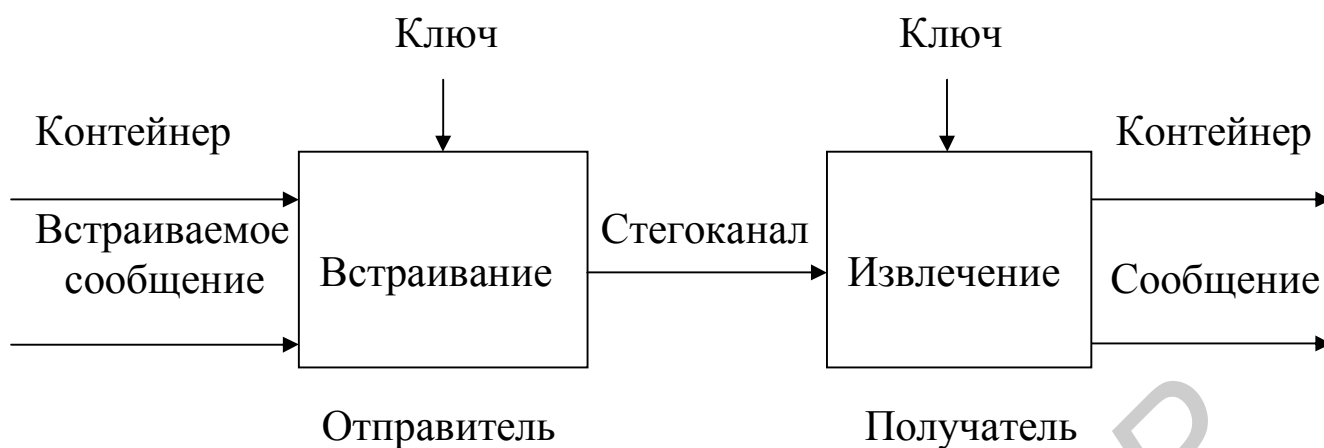 Ключ
Ключ
Контейнер
Контейнер
Встраиваемое
сообщение
Встраивание
Стегоканал
Извлечение
Сообщение
Отправитель
Получатель